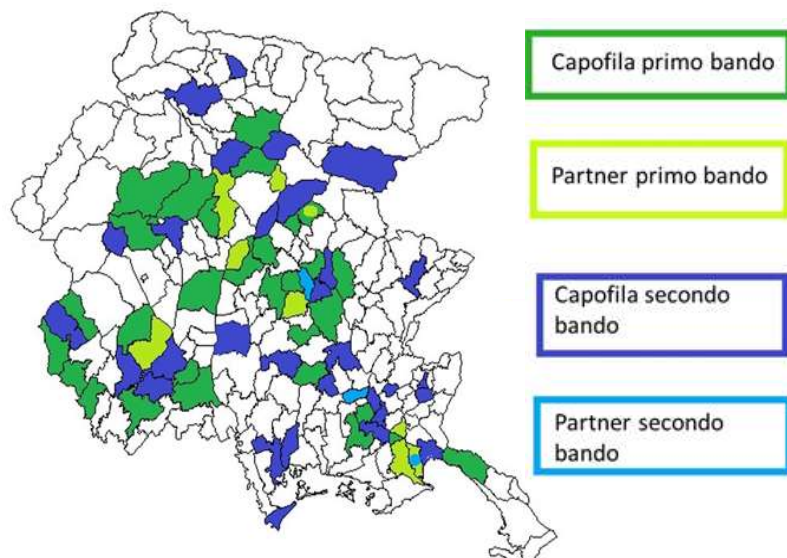 Capofila primo bando
Partner primo bando
Capofila secondo
bando
Partner secondo
bando